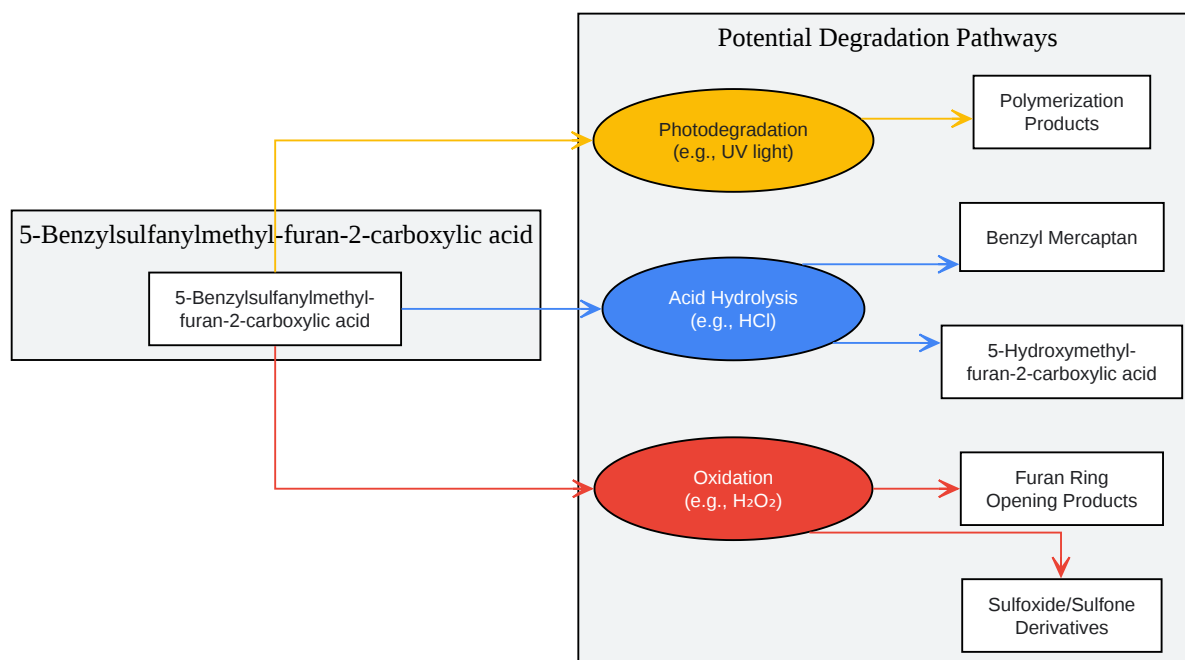 Potential Degradation Pathways
Photodegradation
(e.g., UV light)
Polymerization
Products
5-Benzylsulfanylmethyl-furan-2-carboxylic acid
5-Benzylsulfanylmethyl-
furan-2-carboxylic acid
Acid Hydrolysis
(e.g., HCl)
Benzyl Mercaptan
5-Hydroxymethyl-
furan-2-carboxylic acid
Oxidation
(e.g., H₂O₂)
Furan Ring
Opening Products
Sulfoxide/Sulfone
Derivatives